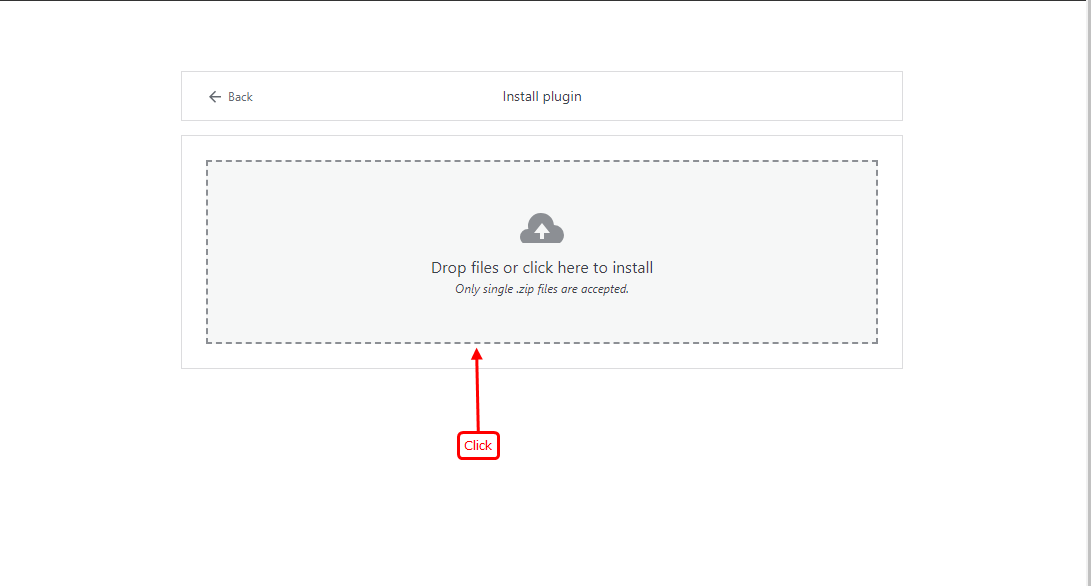 Back
Install plugin
Drop files or click here to install
Only single .zip files are accepted.
Click